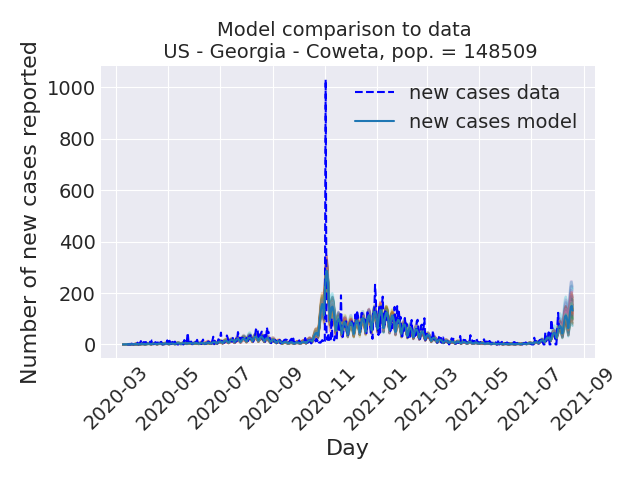 Model comparison to data
US - Georgia - Coweta, pop. = 148509
Number of new cases reported
1000
800
600
400
200
0
new cases data
new cases model
2020-03
2020-05
2020-07
2020-09
2020-11
2021-01
2021-03
2021-05
2021-07
2021-09
Day